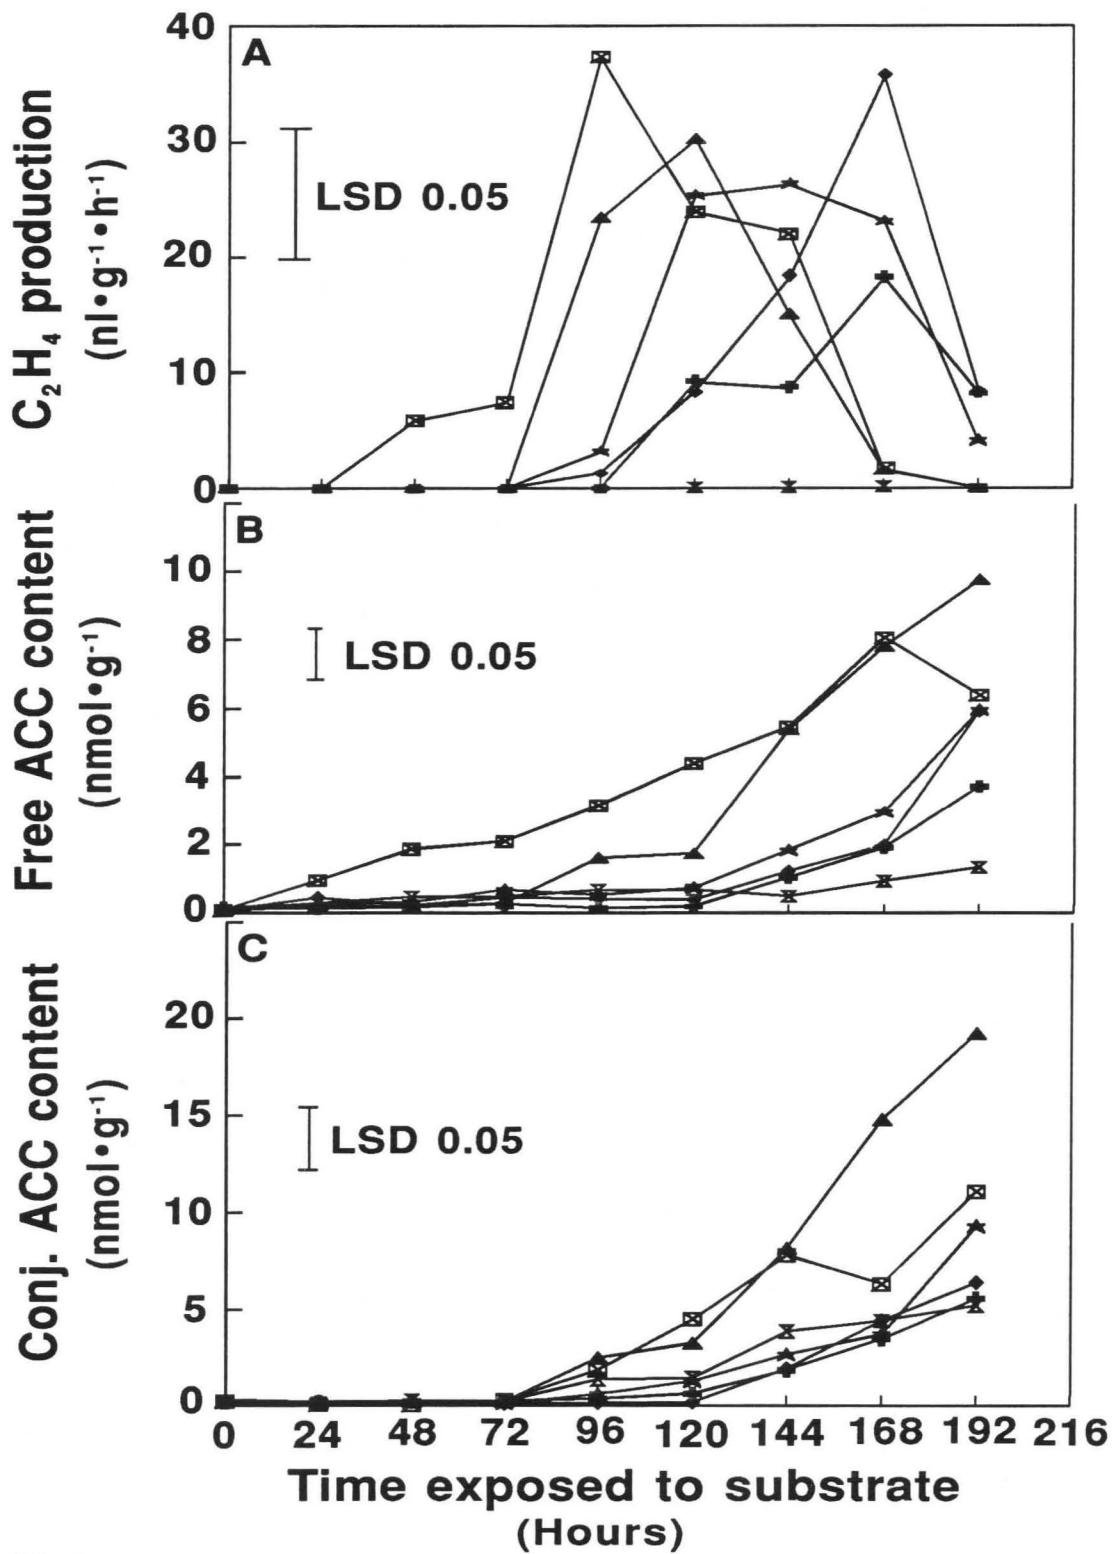 A
C₂H₄ production
(nl•g⁻¹•h⁻¹)
40
30
20
10
0
LSD 0.05
B
Free ACC content
(nmol•g⁻¹)
10
8
6
4
2
0
LSD 0.05
C
Conj. ACC content
(nmol•g⁻¹)
20
15
10
5
0
LSD 0.05
0 24 48 72 96 120 144 168 192 216
Time exposed to substrate
(Hours)